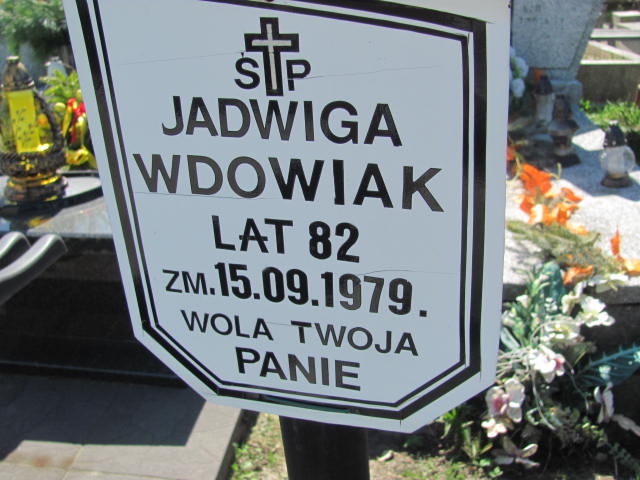 ŚP
JADWIGA
WDOWIAK
LAT 82
ZM.15.09.1979.
WOLA TWOJA
PANIE